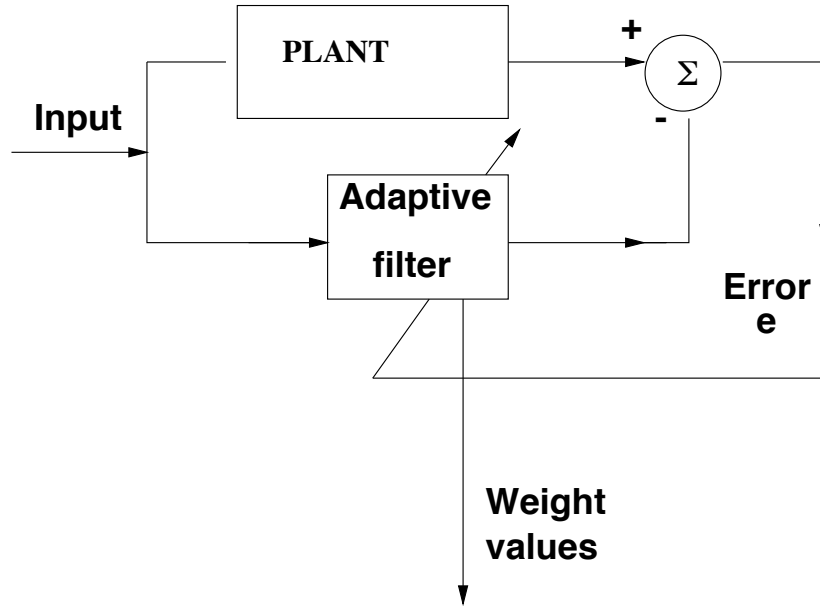 PLANT
+
Σ
-
Input
Adaptive
filter
Error
e
Weight
values